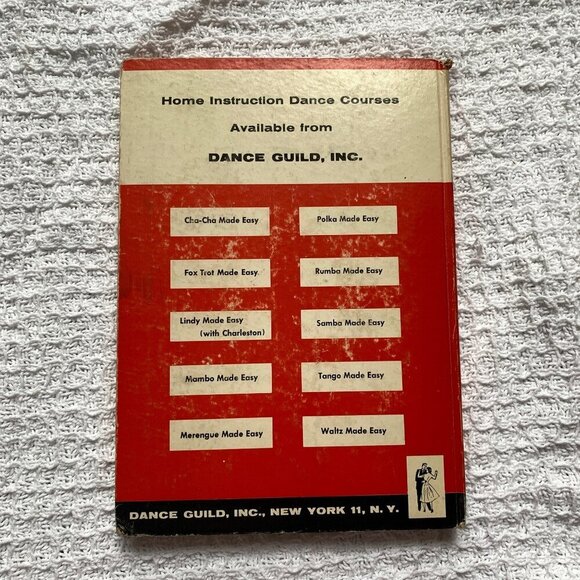 Home Instruction Dance Courses
Available from
DANCE GUILD, INC.
Cha-Cha Made Easy
Polka Made Easy
Fox Trot Made Easy
Rumba Made Easy
Lindy Made Easy
(with Charleston)
Samba Made Easy
Mambo Made Easy
Tango Made Easy
Merengue Made Easy
Waltz Made Easy
DANCE GUILD, INC., NEW YORK 11, N. Y.